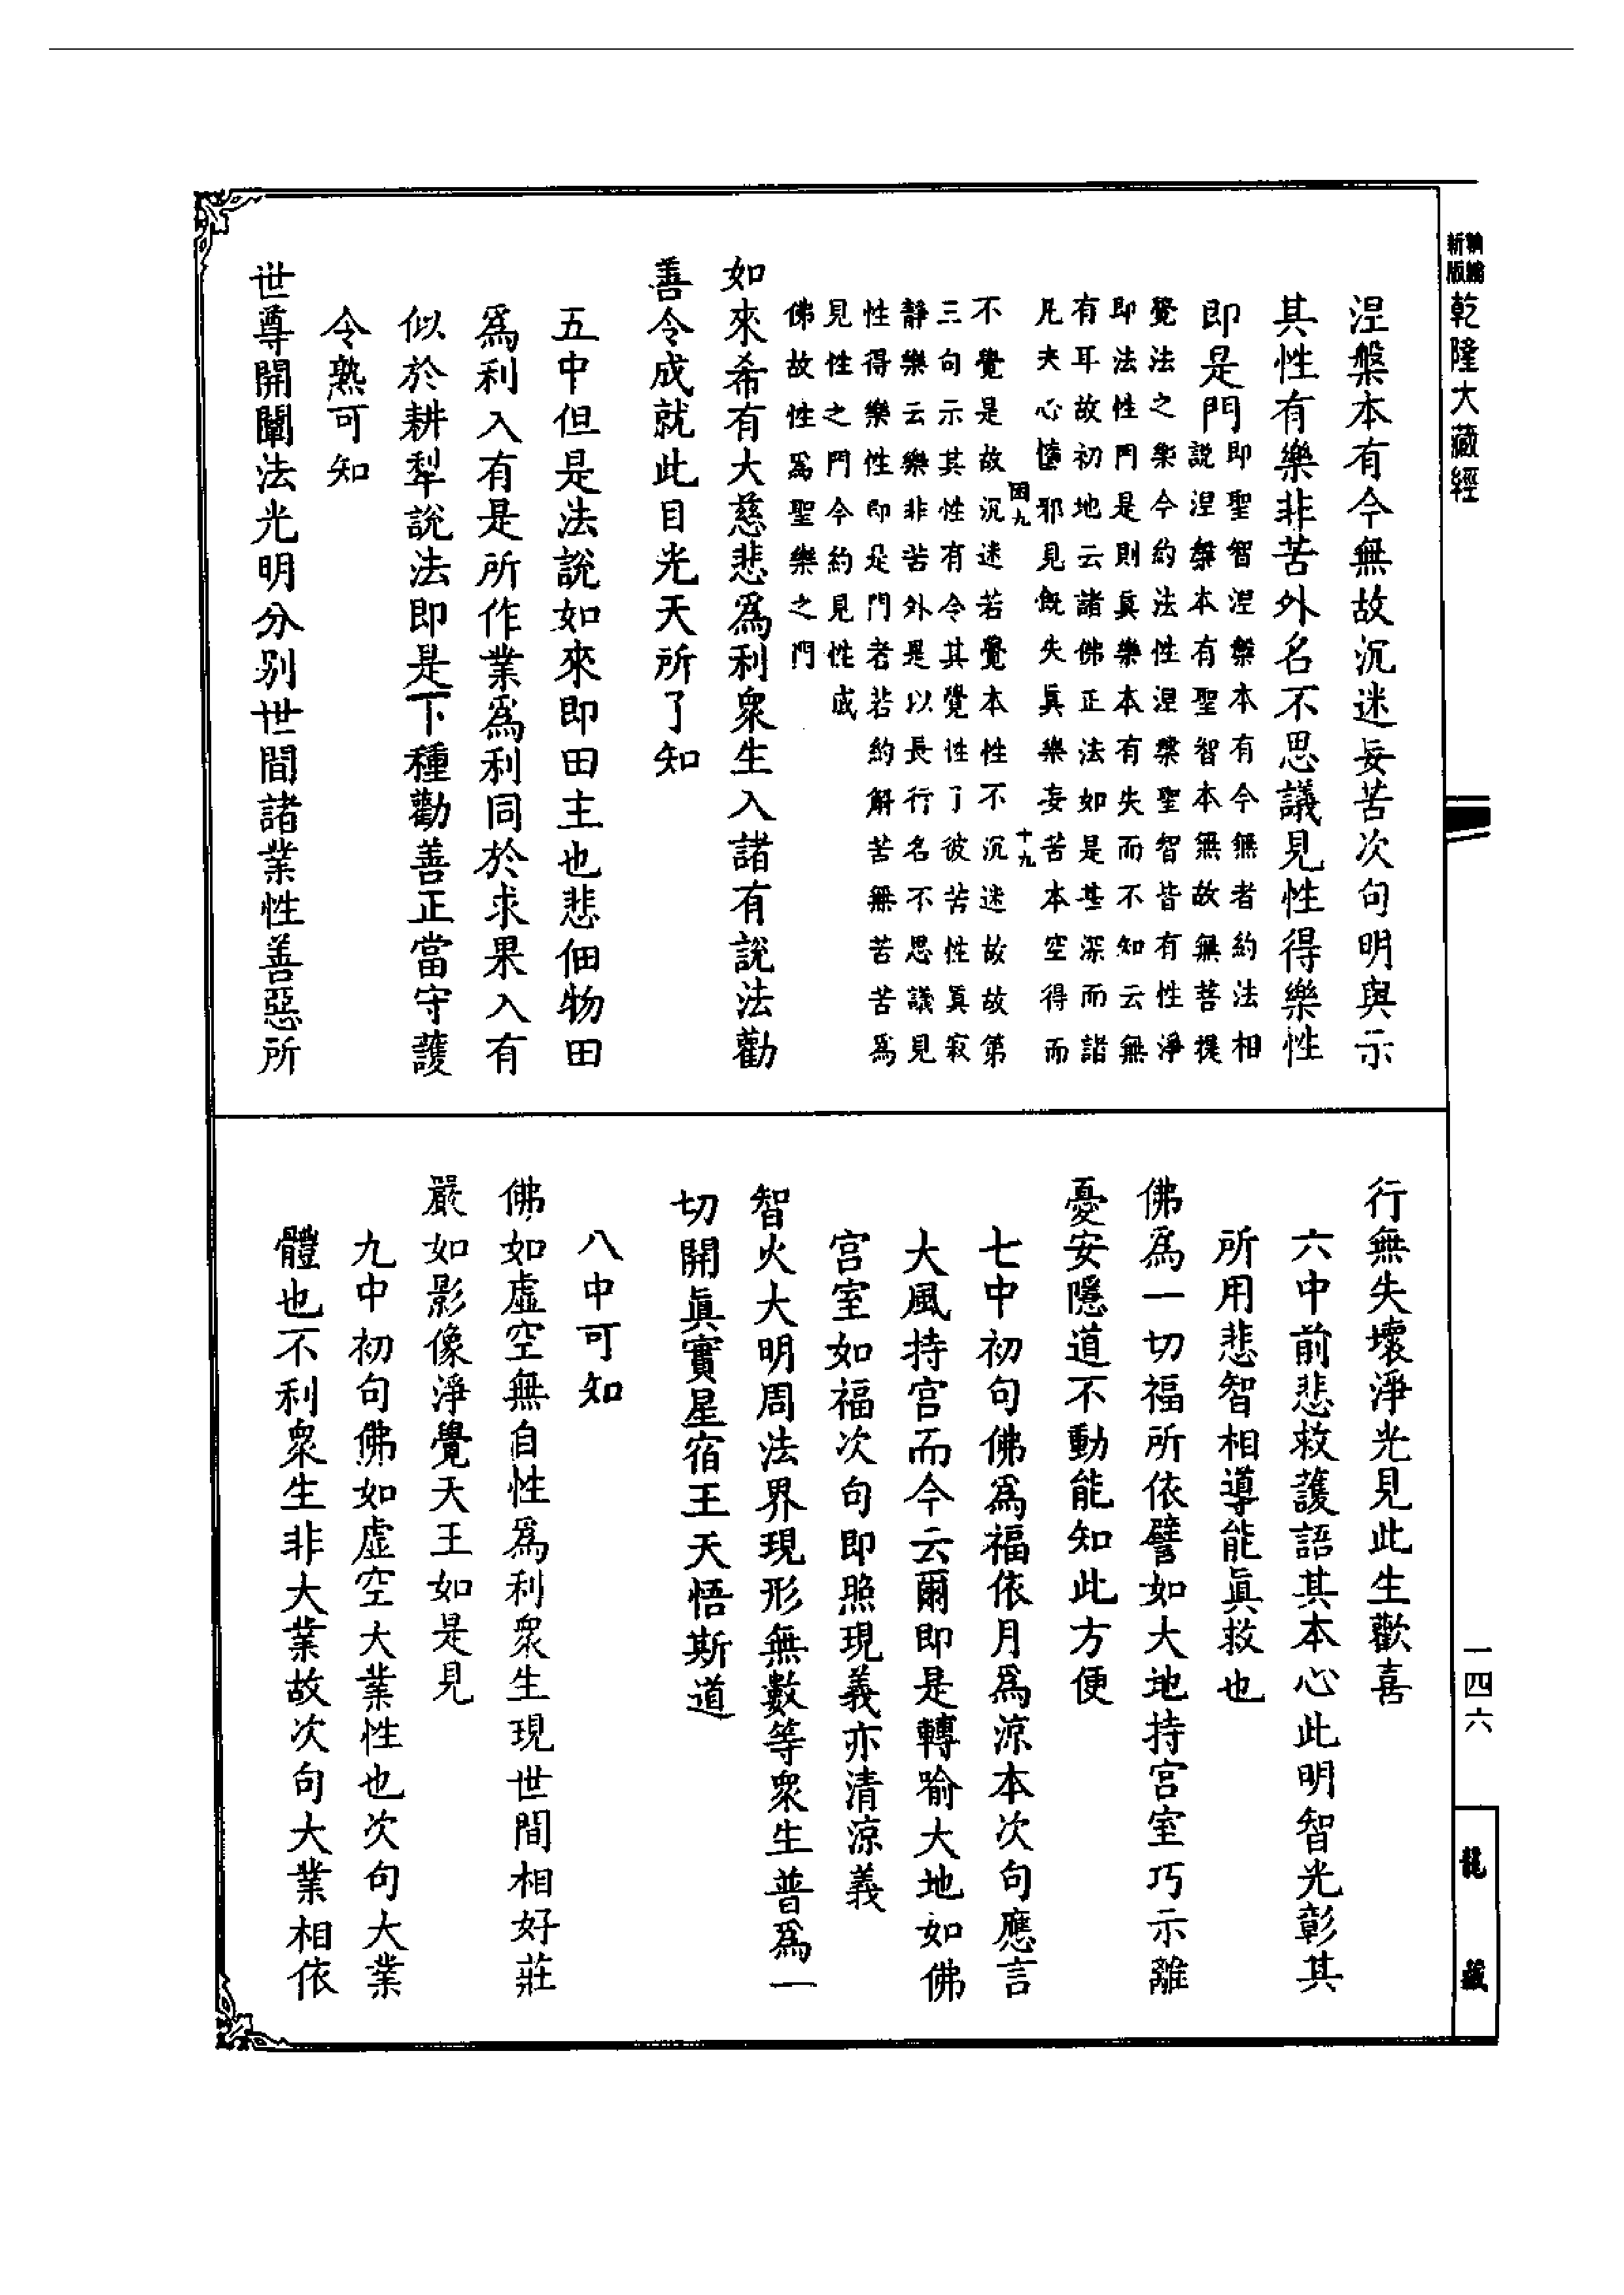 新版 乾隆大藏經
涅槃本有今無故沉迷妄苦次句明與示
其性有樂非苦外名不思議見性得樂性
即是門
即聖智涅槃本有今無者約法相
說涅槃本有聖智本無故無菩提
覺法之樂今約法性涅槃聖智皆有性淨
即法性門是則真樂本有失而不知云無
有耳故初地云諸佛正法如是甚深而諸
凡夫心墮邪見既失真樂妄苦本空得而
因九
十九
不覺是故沉迷若覺本性不沉迷故故第
三句示其性有令其覺性了彼苦性真寂
靜樂云樂非苦外是以長行名不思議見
性得樂性即是門者若約解苦無苦苦為
見性之門今約見性成
佛故性為聖樂之門
如來希有大慈悲為利眾生入諸有說法勸
善令成就此目光天所了知
五中但是法說如來即田主也悲佃物田
為利入有是所作業為利同於求果入有
似於耕犁說法即是下種勸善正當守護
令熟可知
世尊開闡法光明分別世間諸業性善惡所
行無失壞淨光見此生歡喜
六中前悲救護語其本心此明智光彰其
所用悲智相導能真救也
佛為一切福所依譬如大地持宮室巧示離
憂安隱道不動能知此方便
七中初句佛為福依月為涼本次句應言
大風持宮而今云爾即是轉喻大地如佛
宮室如福次句即照現義亦清涼義
智火大明周法界現形無數等眾生普為一
切開真實星宿王天悟斯道
八中可知
佛如虛空無自性為利眾生現世間相好莊
嚴如影像淨覺天王如是見
九中初句佛如虛空大業性也次句大業
體也不利眾生非大業故次句大業相依
一四六
龍藏